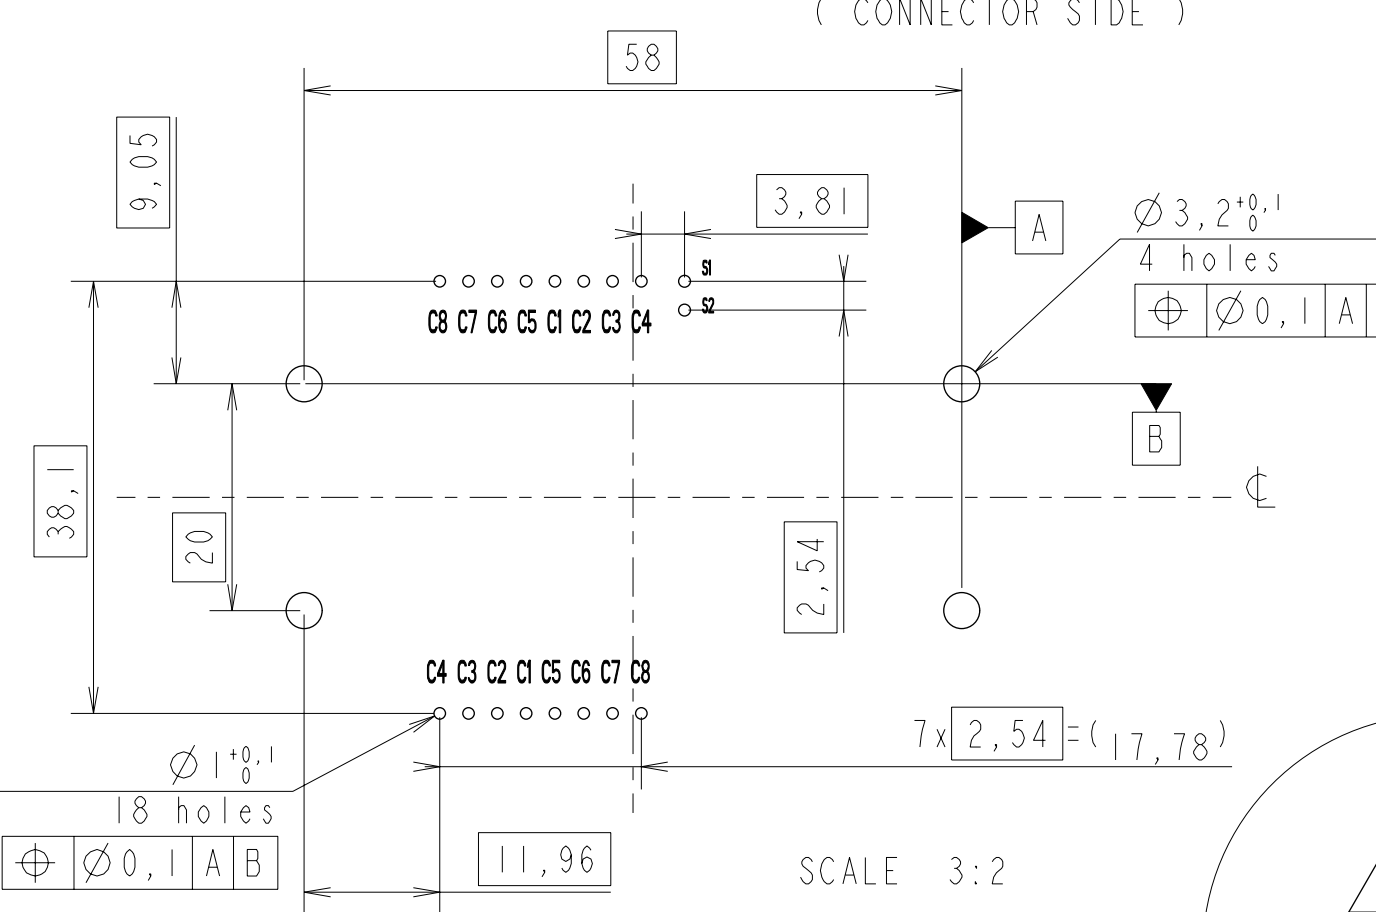 ( CONNECTOR SIDE )
58
9,05
3,81
A
Ø3,2 +0,1 0
4 holes
⌖ Ø0,1 A
S1
S2
C8 C7 C6 C5 C1 C2 C3 C4
B
38,1
20
2,54
℄
C4 C3 C2 C1 C5 C6 C7 C8
7x 2,54 =( 17,78 )
Ø1 +0,1 0
18 holes
⌖ Ø0,1 A B
11,96
SCALE 3:2